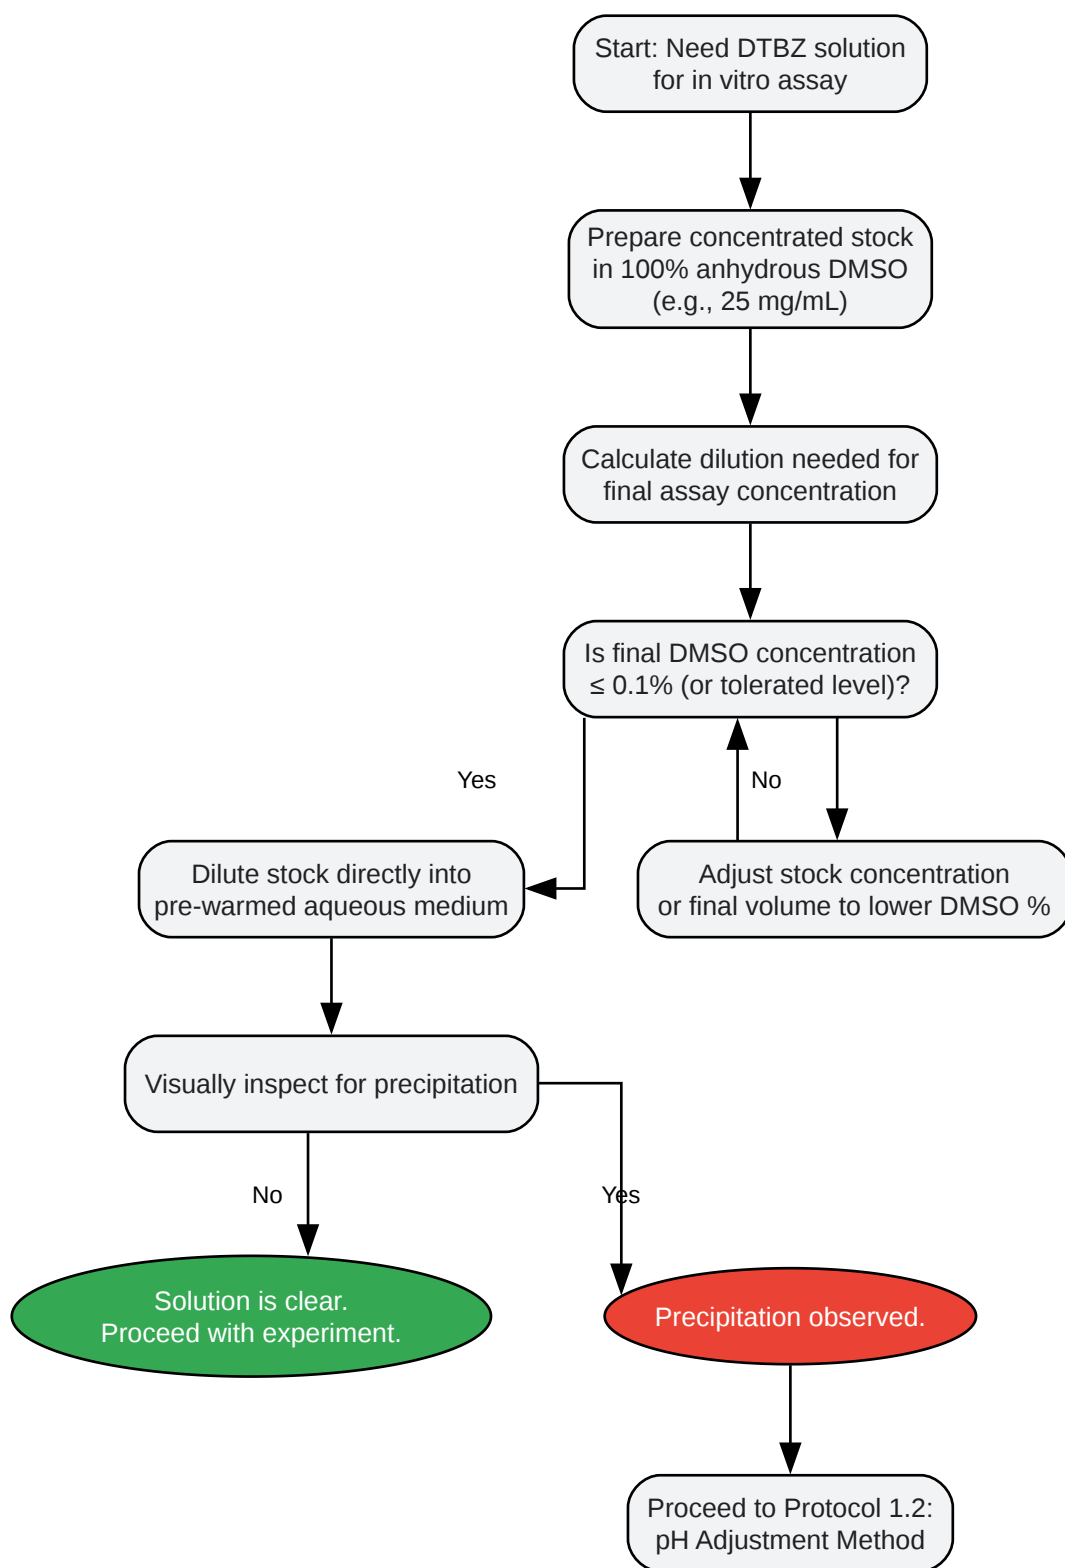 Start: Need DTBZ solution
for in vitro assay
Prepare concentrated stock
in 100% anhydrous DMSO
(e.g., 25 mg/mL)
Calculate dilution needed for
final assay concentration
Is final DMSO concentration
≤ 0.1% (or tolerated level)?
Yes
No
Dilute stock directly into
pre-warmed aqueous medium
Adjust stock concentration
or final volume to lower DMSO %
Visually inspect for precipitation
No
Yes
Solution is clear.
Proceed with experiment.
Precipitation observed.
Proceed to Protocol 1.2:
pH Adjustment Method